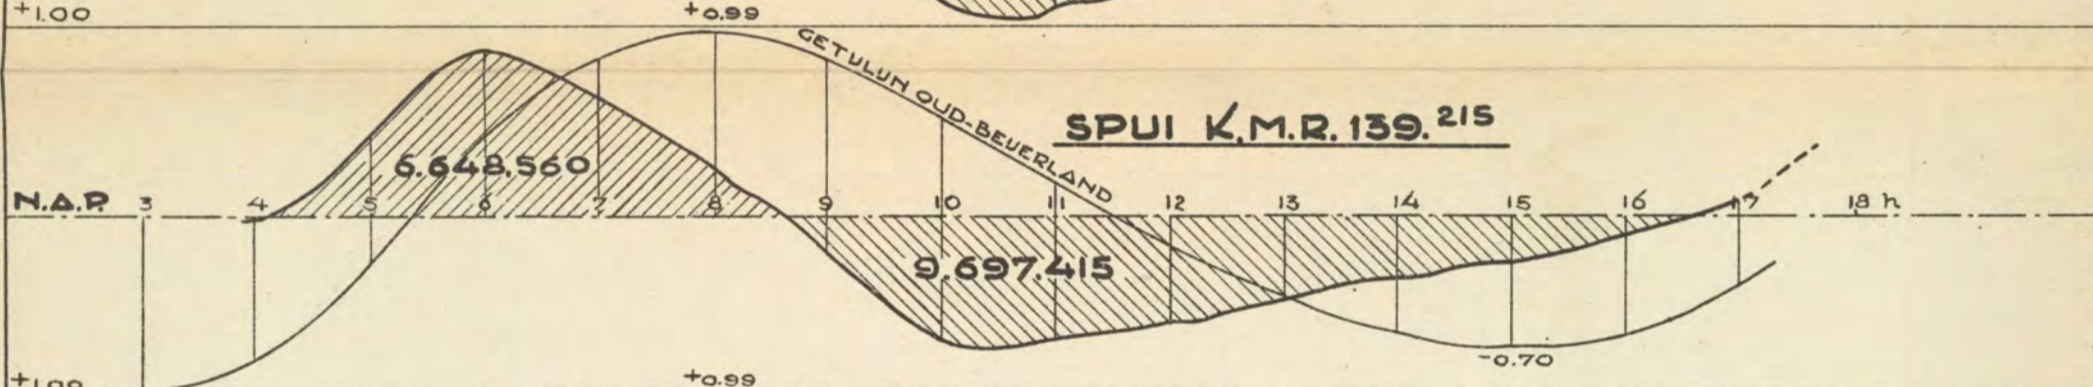 +1.00 +0.99
GETIJLIJN OUD-BEIJERLAND
SPUI K.M.R. 139.215
6.648.560
N.A.P. 3 4 5 6 7 8 9 10 11 12 13 14 15 16 17 18 h
9.697.415
-0.70
+1.00 +0.99